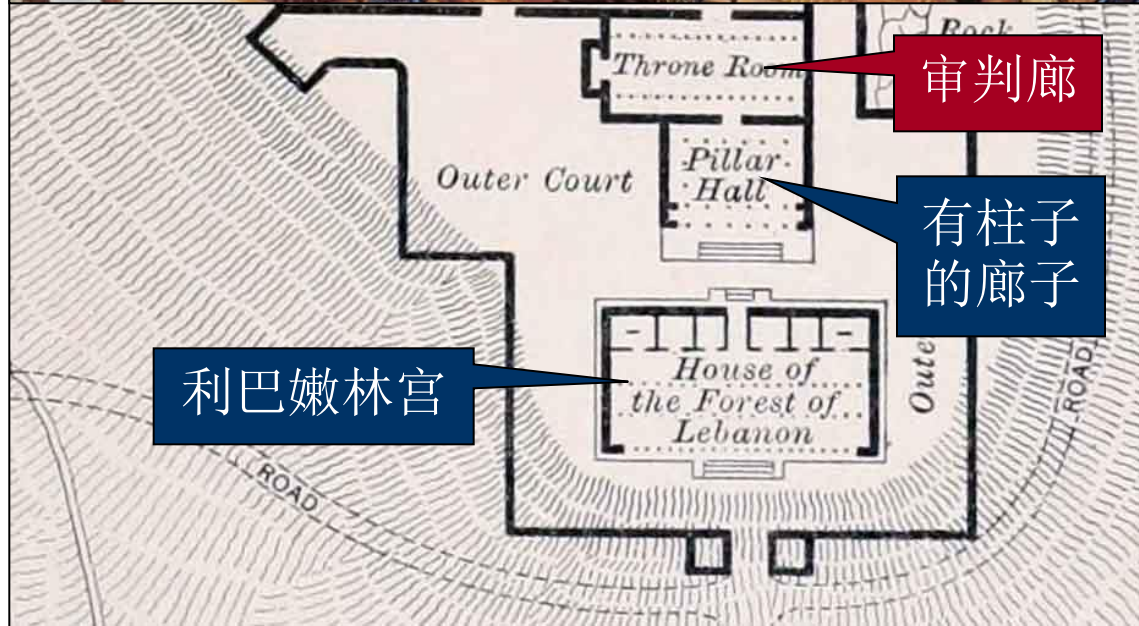 Rock
Throne Room
审判廊
Pillar
Hall
Outer Court
有柱子
的廊子
House of
the Forest of
Lebanon
利巴嫩林宫
Oute
ROAD
ROAD